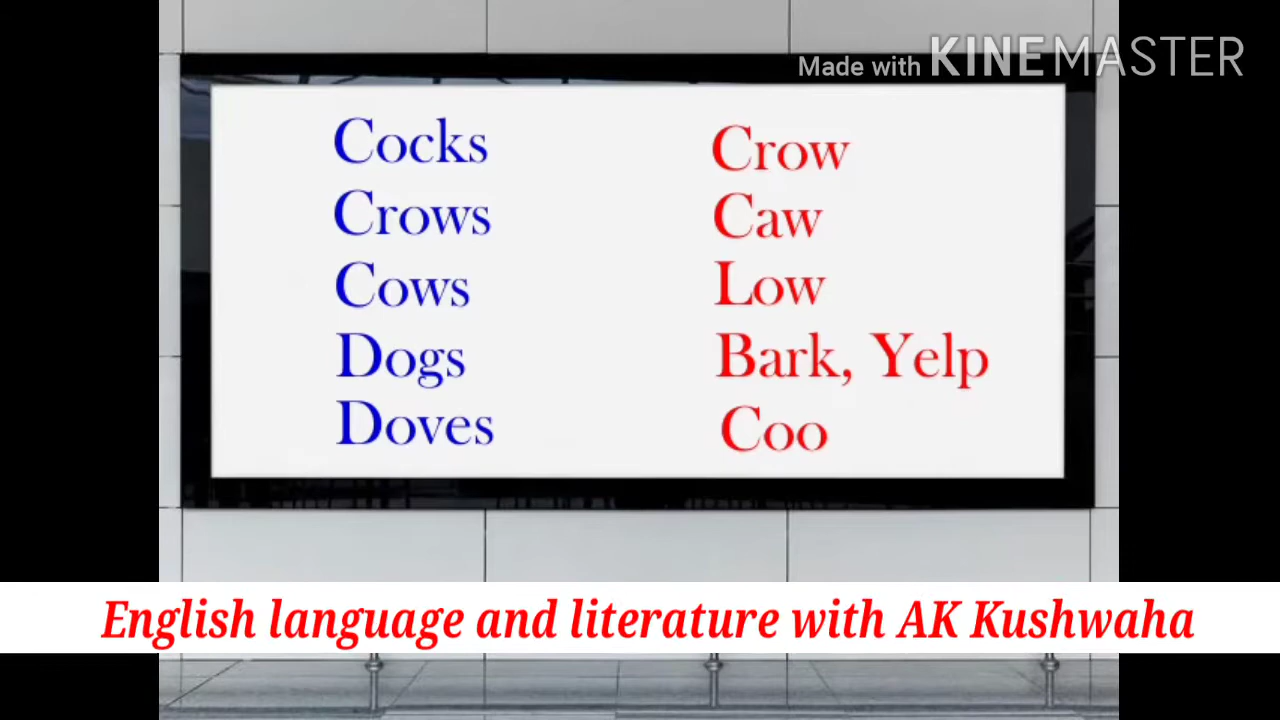 Made with KINEMASTER
Cocks Crow
Crows Caw
Cows Low
Dogs Bark, Yelp
Doves Coo
English language and literature with AK Kushwaha